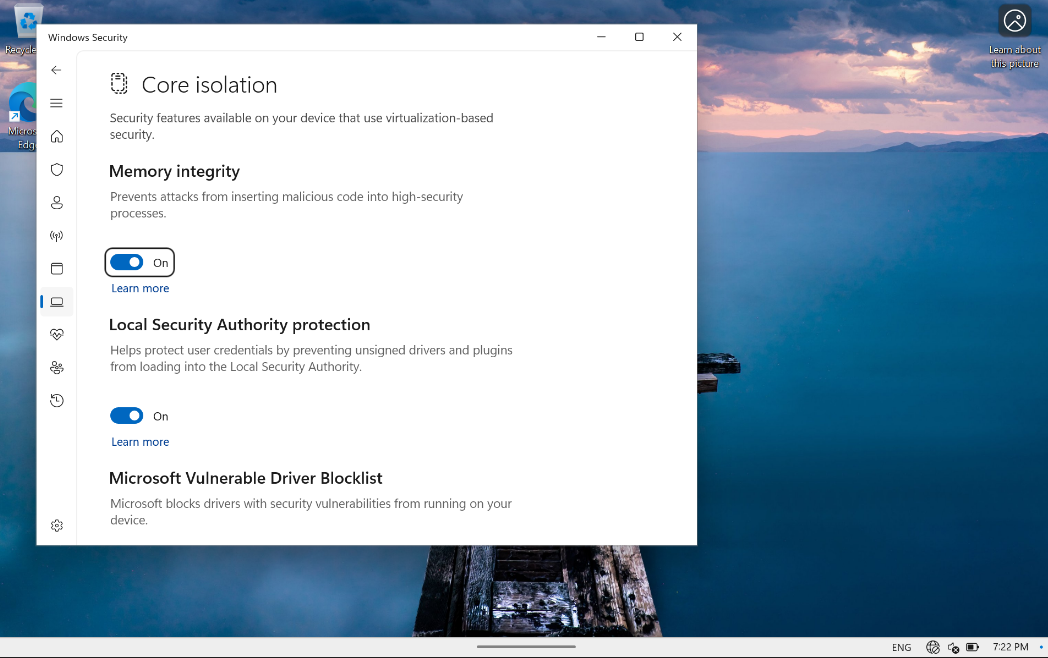 Recycle
Learn about
this picture
Micros
Edg
Windows Security
Core isolation
Security features available on your device that use virtualization-based
security.
Memory integrity
Prevents attacks from inserting malicious code into high-security
processes.
On
Learn more
Local Security Authority protection
Helps protect user credentials by preventing unsigned drivers and plugins
from loading into the Local Security Authority.
On
Learn more
Microsoft Vulnerable Driver Blocklist
Microsoft blocks drivers with security vulnerabilities from running on your
device.
ENG
7:22 PM